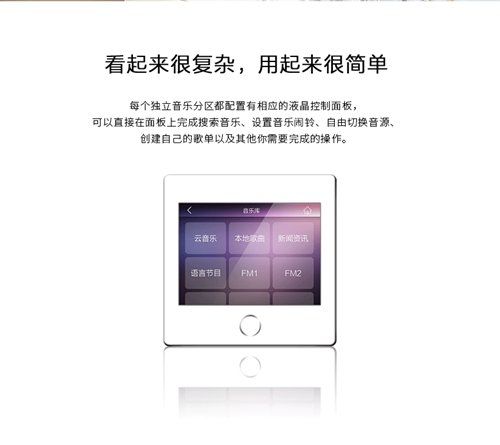 看起来很复杂，用起来很简单
每个独立音乐分区都配置有相应的液晶控制面板，
可以直接在面板上完成搜索音乐、设置音乐闹铃、自由切换音源、
创建自己的歌单以及其他你需要完成的操作。
音乐库
云音乐 本地歌曲 新闻资讯
语言节目 FM1 FM2